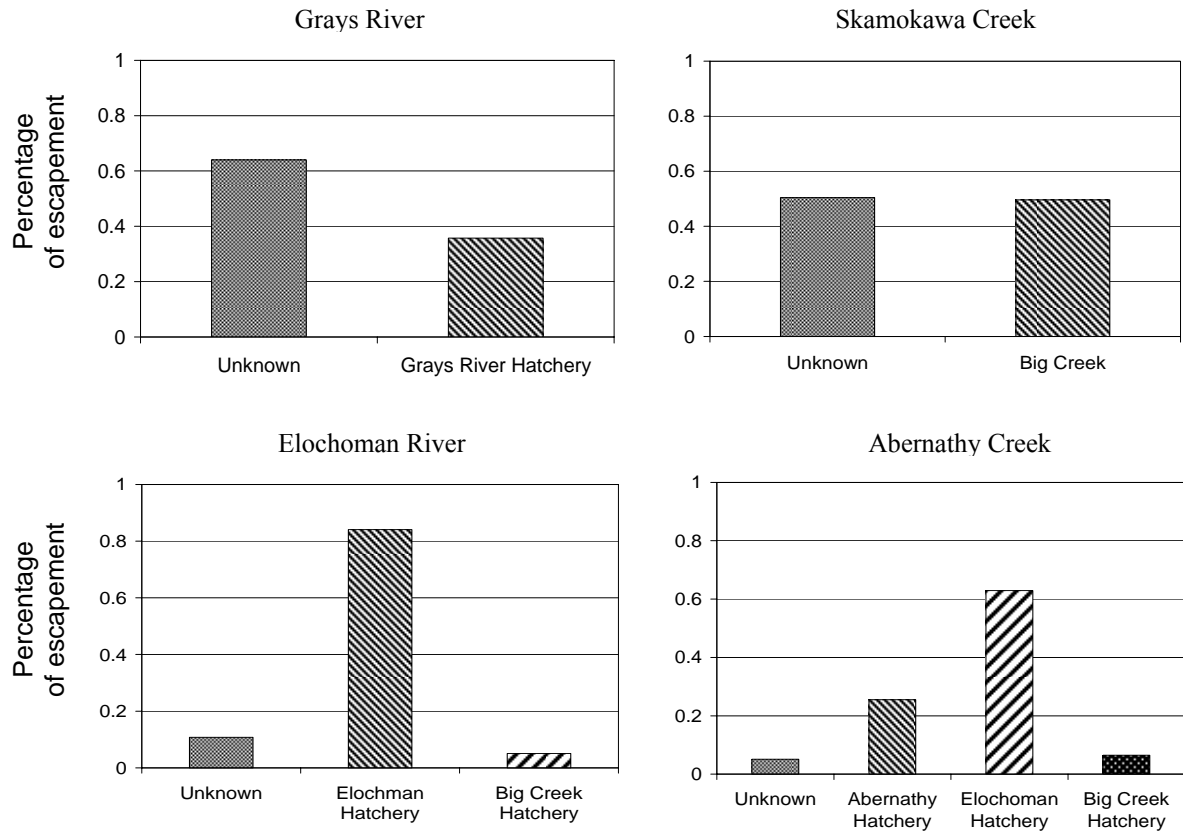 Grays River
Percentage
of escapement
1
0.8
0.6
0.4
0.2
0
Unknown
Grays River Hatchery
Skamokawa Creek
1
0.8
0.6
0.4
0.2
0
Unknown
Big Creek
Elochoman River
Percentage
of escapement
1
0.8
0.6
0.4
0.2
0
Unknown
Elochman
Hatchery
Big Creek
Hatchery
Abernathy Creek
1
0.8
0.6
0.4
0.2
0
Unknown
Abernathy
Hatchery
Elochoman
Hatchery
Big Creek
Hatchery